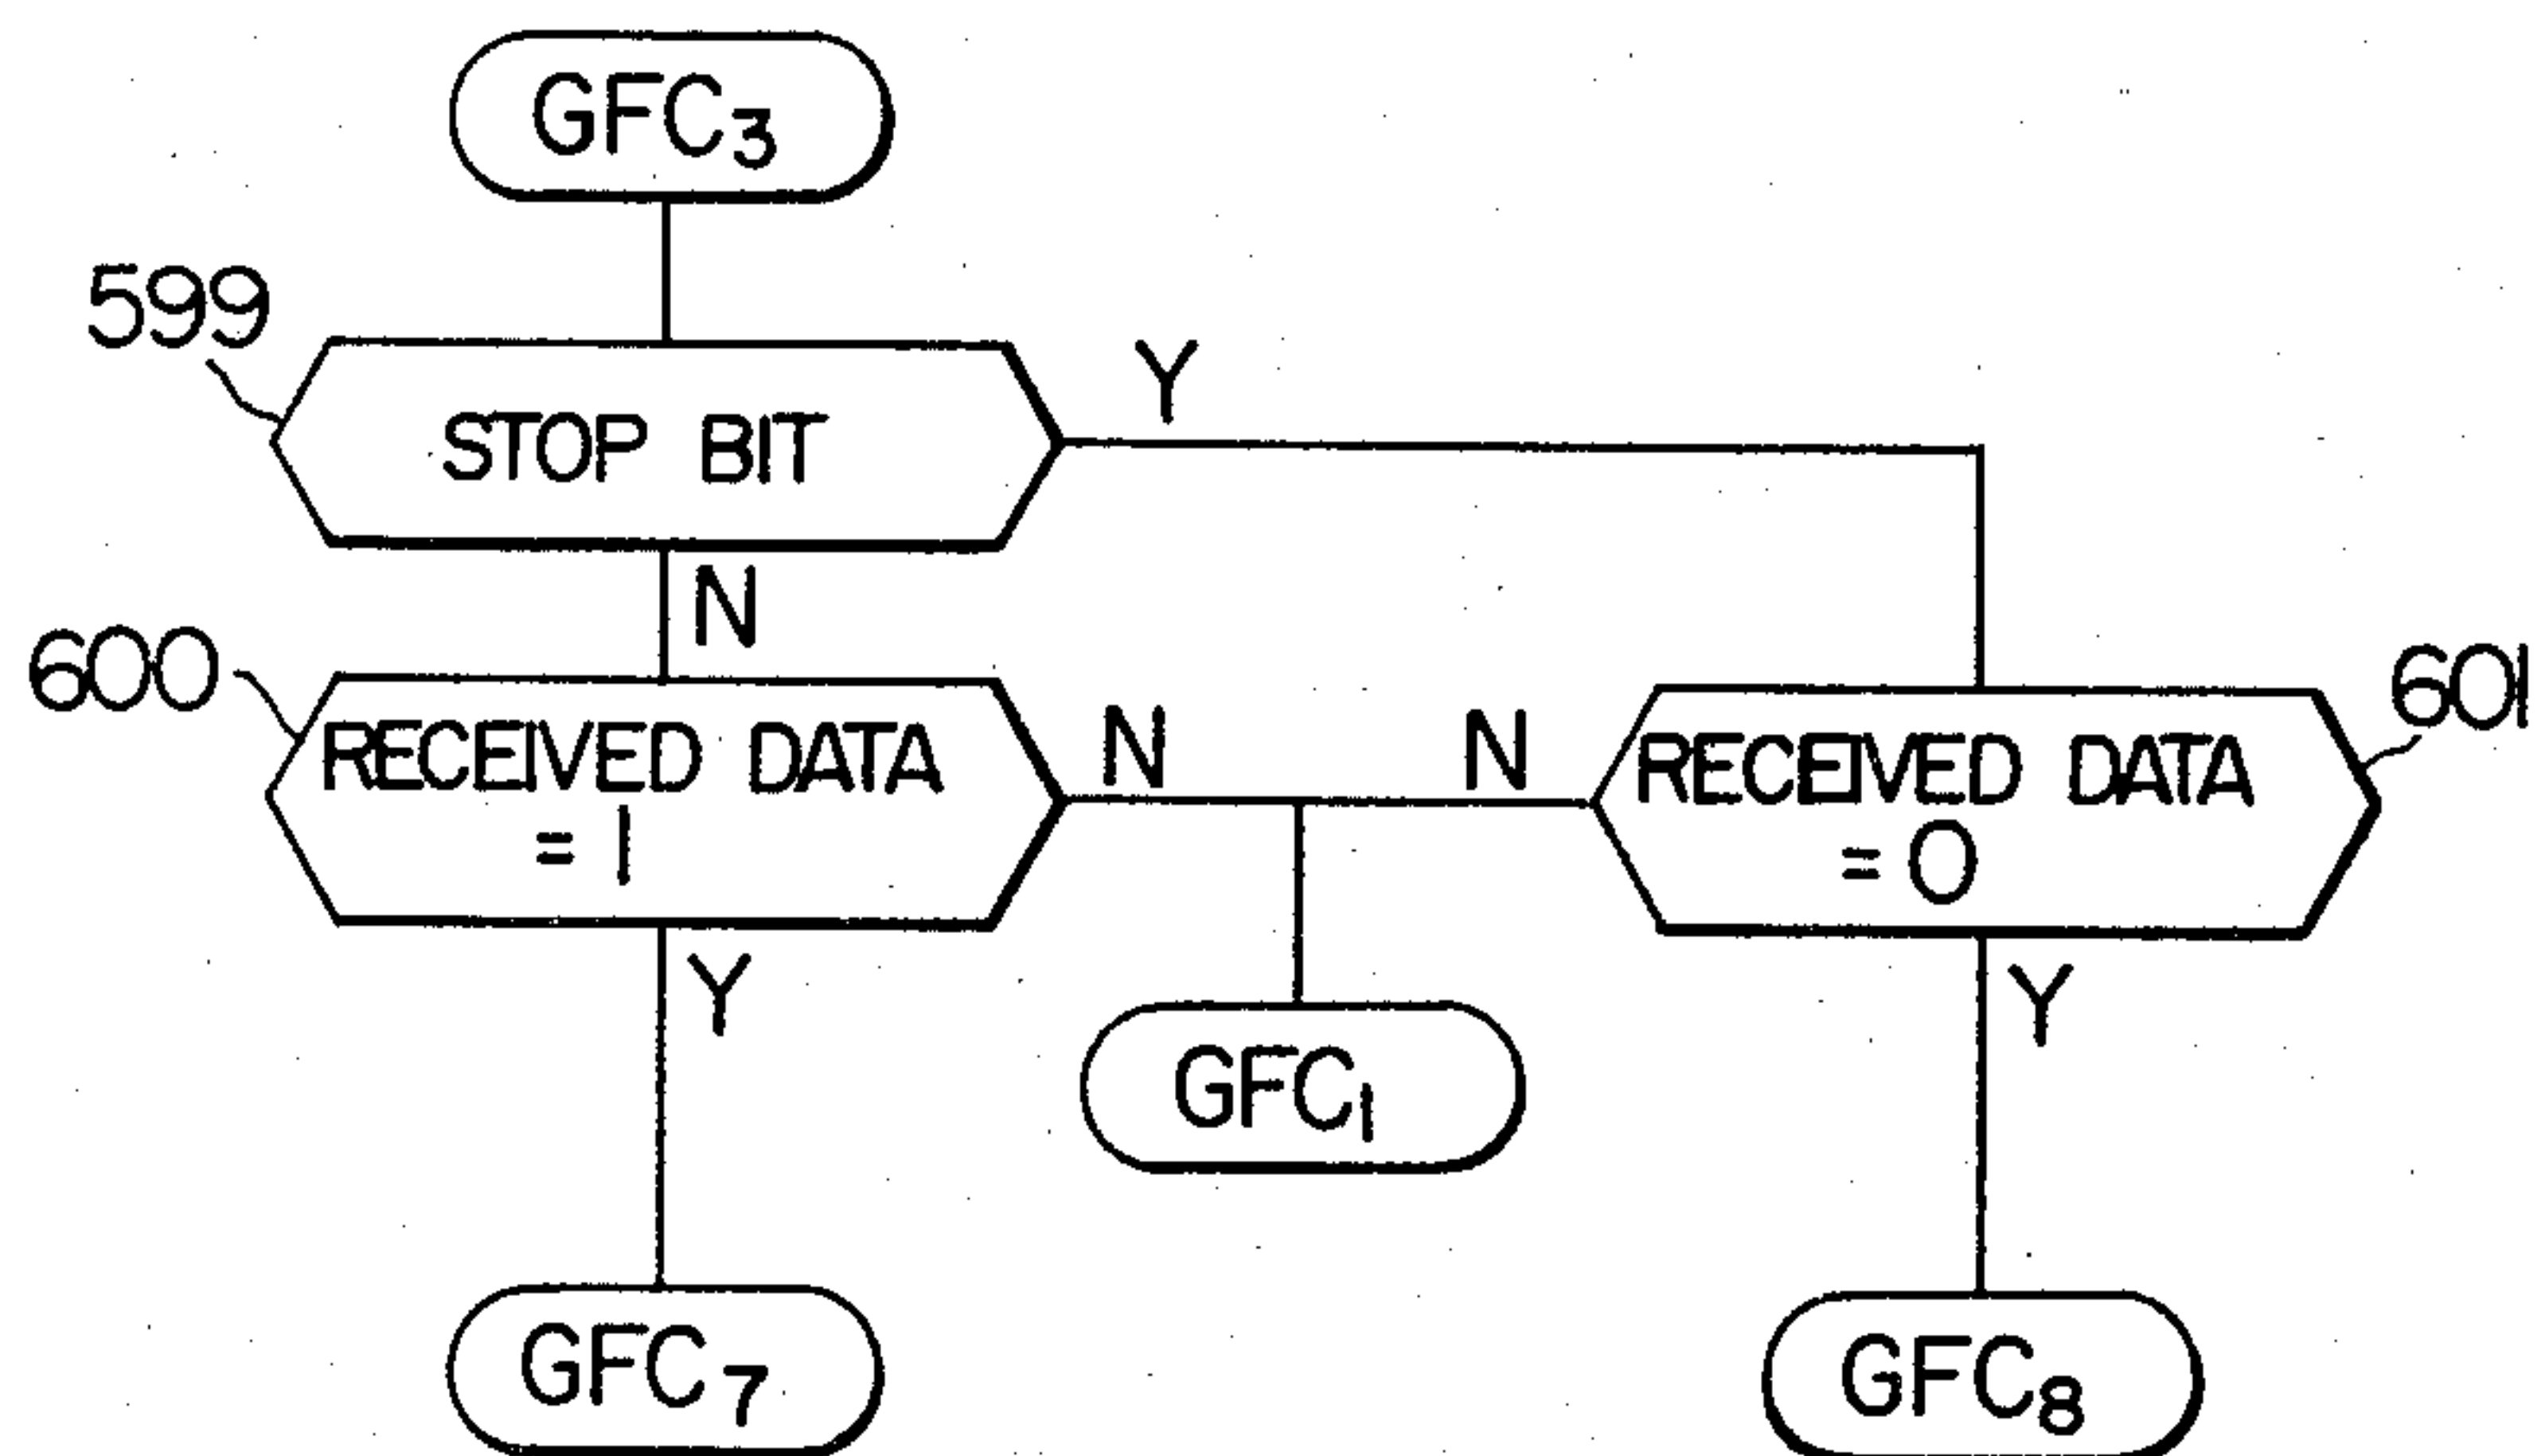 GFC3
599
STOP BIT
Y
N
600
RECEIVED DATA
= 1
N
N
RECEIVED DATA
= 0
601
Y
Y
GFC1
GFC7
GFC8